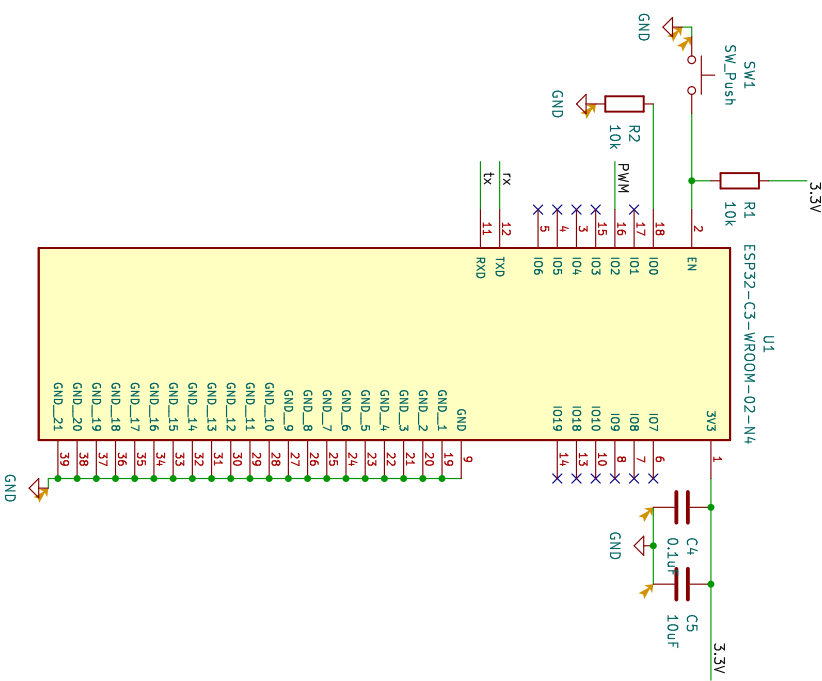 GND
SW_Push
SW1
GND
R2
10k
3.3V
R1
10k
PWM
rx
tx
11
12
5
4
3
15
16
17
18
2
RXD
TXD
IO6
IO5
IO4
IO3
IO2
IO1
IO0
EN
U1
ESP32-C3-WROOM-02-N4
GND_21
GND_20
GND_19
GND_18
GND_17
GND_16
GND_15
GND_14
GND_13
GND_12
GND_11
GND_10
GND_9
GND_8
GND_7
GND_6
GND_5
GND_4
GND_3
GND_2
GND_1
GND
IO19
IO18
IO10
IO9
IO8
IO7
3V3
39
38
37
36
35
34
33
32
31
30
29
28
27
26
25
24
23
22
21
20
19
9
14
13
10
8
7
6
1
GND
GND
C4
0.1uF
C5
10uF
3.3V